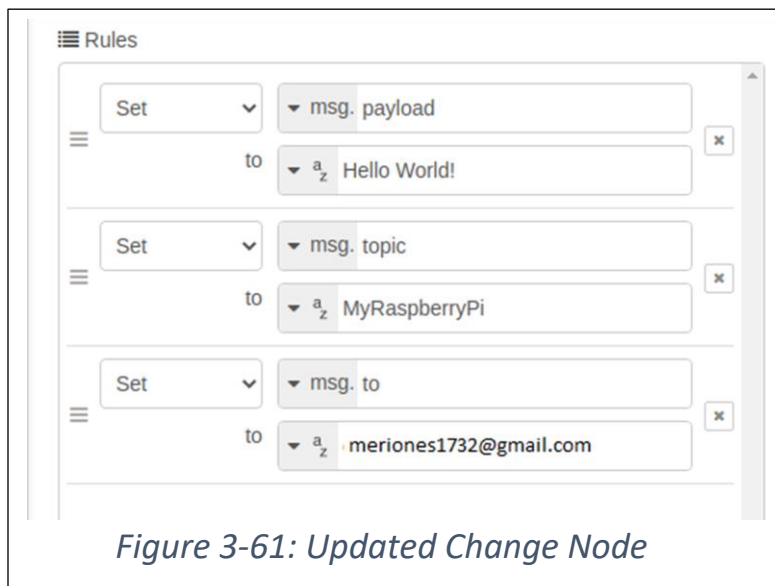 Rules
Set msg. payload
to a z Hello World!
Set msg. topic
to a z MyRaspberryPi
Set msg. to
to a z meriones1732@gmail.com
Figure 3-61: Updated Change Node